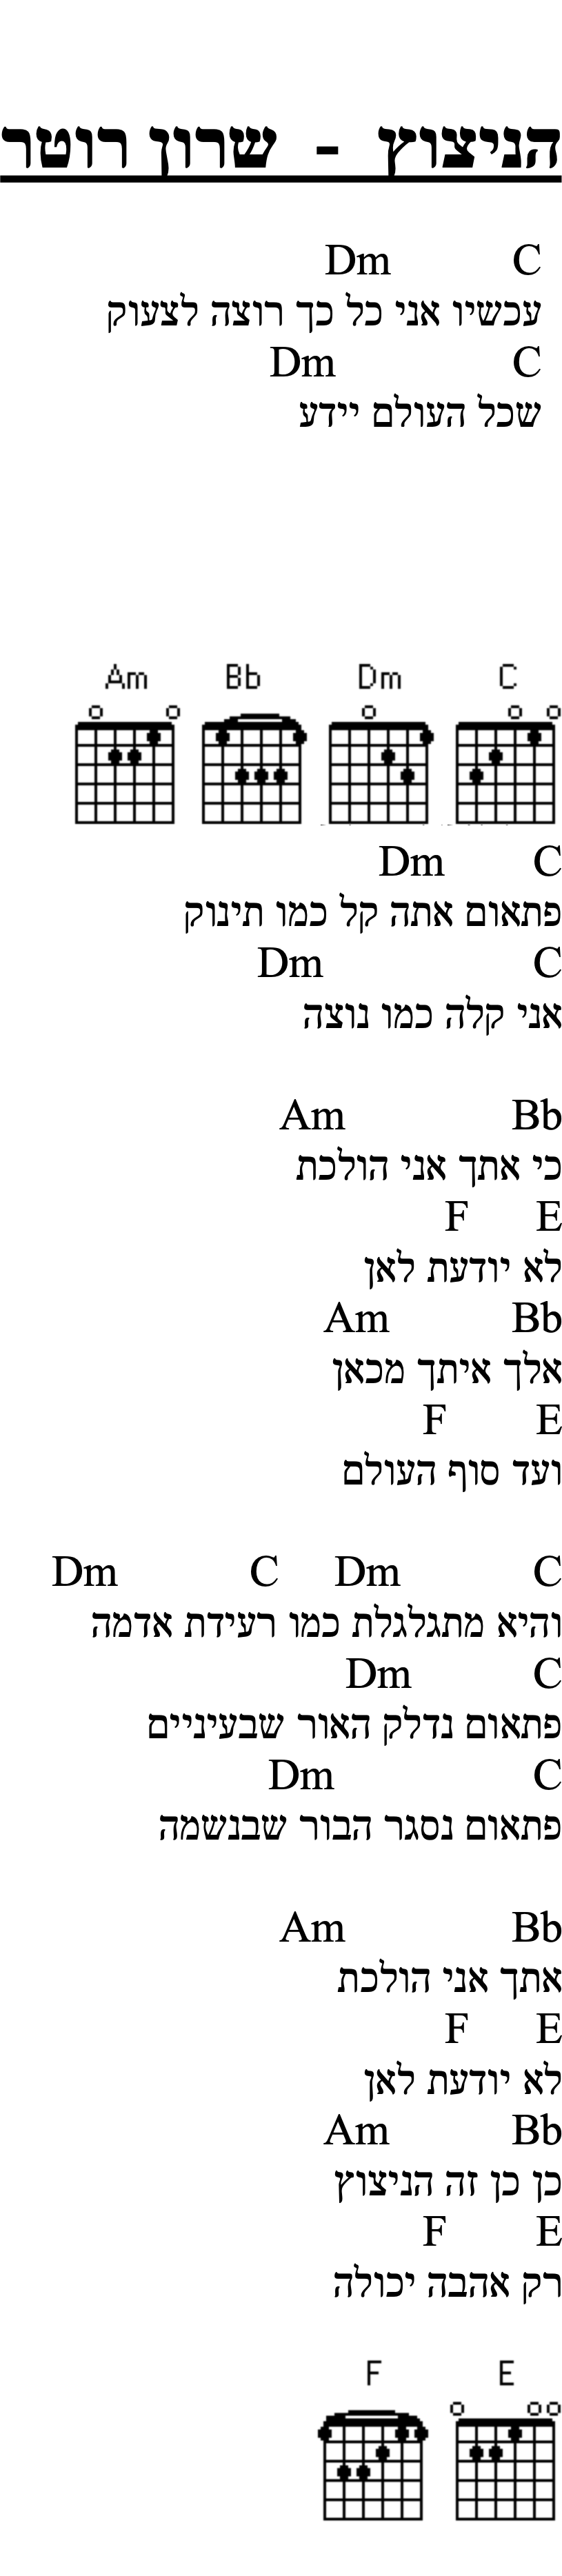 הניצוץ - שרון רוטר
C Dm
עכשיו אני כל כך רוצה לצעוק
C Dm
שכל העולם יידע
Am Bb Dm C
C Dm
פתאום אתה קל כמו תינוק
C Dm
אני קלה כמו נוצה
Bb Am
כי אתך אני הולכת
E F
לא יודעת לאן
Bb Am
אלך איתך מכאן
E F
ועד סוף העולם
C Dm C Dm
והיא מתגלגלת כמו רעידת אדמה
C Dm
פתאום נדלק האור שבעיניים
C Dm
פתאום נסגר הבור שבנשמה
Bb Am
אתך אני הולכת
E F
לא יודעת לאן
Bb Am
כן כן זה הניצוץ
E F
רק אהבה יכולה
F E